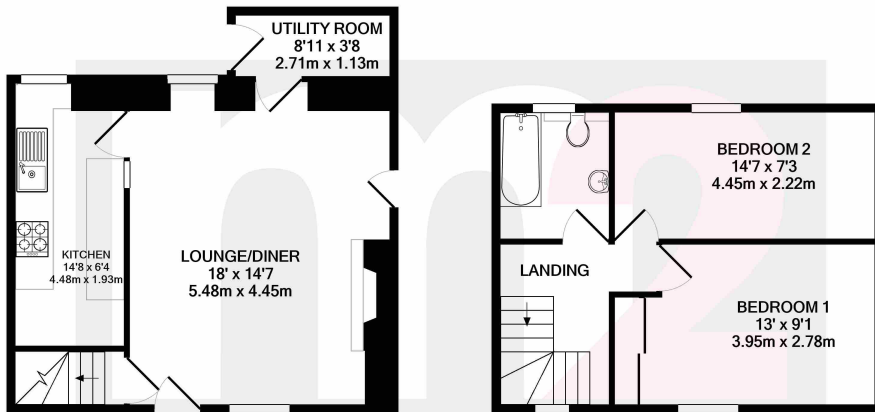 UTILITY ROOM
8'11 x 3'8
2.71m x 1.13m
KITCHEN
14'8 x 6'4
4.48m x 1.93m
LOUNGE/DINER
18' x 14'7
5.48m x 4.45m
BEDROOM 2
14'7 x 7'3
4.45m x 2.22m
LANDING
BEDROOM 1
13' x 9'1
3.95m x 2.78m
m2